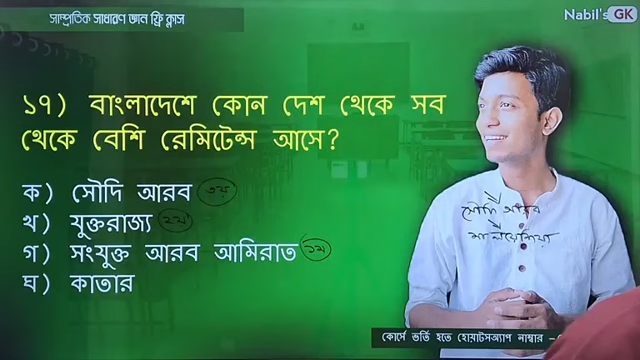 সাম্প্রতিক সাধারণ জ্ঞান ফ্রি ক্লাস
Nabil's GK
১৭) বাংলাদেশে কোন দেশ থেকে সব
থেকে বেশি রেমিটেন্স আসে?
ক) সৌদি আরব ৩য়
খ) যুক্তরাজ্য ২য়
গ) সংযুক্ত আরব আমিরাত ১ম
ঘ) কাতার
সৌদি আরব
মালয়েশিয়া
কোর্সে ভর্তি হতে হোয়াটসঅ্যাপ নাম্বার -